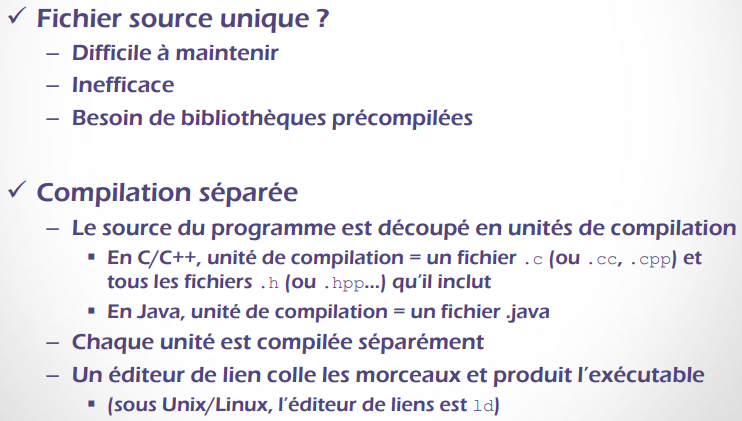 ✓ Fichier source unique ?
– Difficile à maintenir
– Inefficace
– Besoin de bibliothèques précompilées
✓ Compilation séparée
– Le source du programme est découpé en unités de compilation
▪ En C/C++, unité de compilation = un fichier .c (ou .cc, .cpp) et
tous les fichiers .h (ou .hpp…) qu’il inclut
▪ En Java, unité de compilation = un fichier .java
– Chaque unité est compilée séparément
– Un éditeur de lien colle les morceaux et produit l’exécutable
▪ (sous Unix/Linux, l’éditeur de liens est ld)